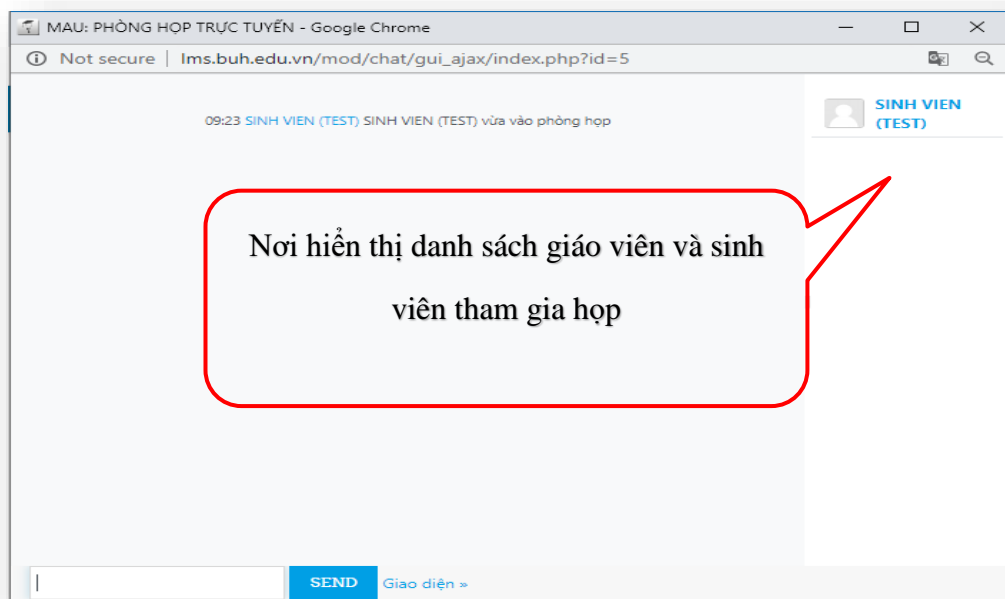 MAU: PHÒNG HỌP TRỰC TUYẾN - Google Chrome
Not secure | lms.buh.edu.vn/mod/chat/gui_ajax/index.php?id=5
09:23 SINH VIEN (TEST) SINH VIEN (TEST) vừa vào phòng họp
SINH VIEN
(TEST)
Nơi hiển thị danh sách giáo viên và sinh
viên tham gia họp
SEND
Giao diện »